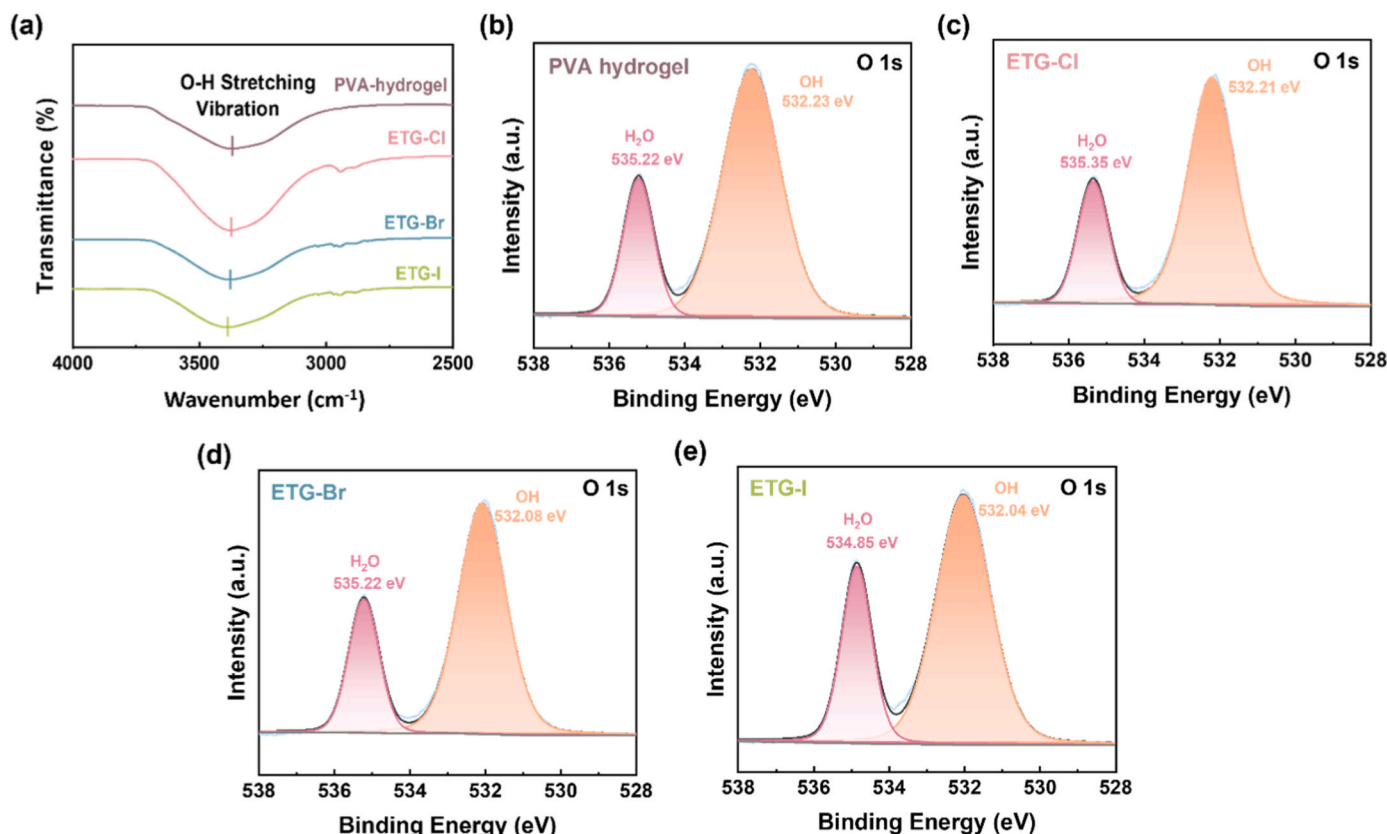 (a)
O-H Stretching
Vibration
PVA-hydrogel
ETG-Cl
ETG-Br
ETG-I
Transmittance (%)
4000 3500 3000 2500
Wavenumber (cm⁻¹)
(b)
PVA hydrogel
O 1s
OH
532.23 eV
H₂O
535.22 eV
Intensity (a.u.)
538 536 534 532 530 528
Binding Energy (eV)
(c)
ETG-Cl
O 1s
OH
532.21 eV
H₂O
535.35 eV
Intensity (a.u.)
538 536 534 532 530 528
Binding Energy (eV)
(d)
ETG-Br
O 1s
OH
532.08 eV
H₂O
535.22 eV
Intensity (a.u.)
538 536 534 532 530 528
Binding Energy (eV)
(e)
ETG-I
O 1s
OH
532.04 eV
H₂O
534.85 eV
Intensity (a.u.)
538 536 534 532 530 528
Binding Energy (eV)